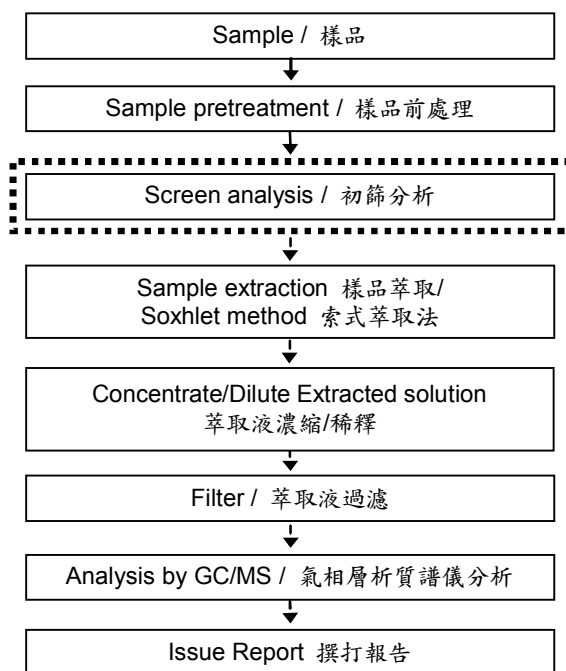 Sample / 樣品
Sample pretreatment / 樣品前處理
Screen analysis / 初篩分析
Sample extraction 樣品萃取/
Soxhlet method 索式萃取法
Concentrate/Dilute Extracted solution
萃取液濃縮/稀釋
Filter / 萃取液過濾
Analysis by GC/MS / 氣相層析質譜儀分析
Issue Report 撰打報告